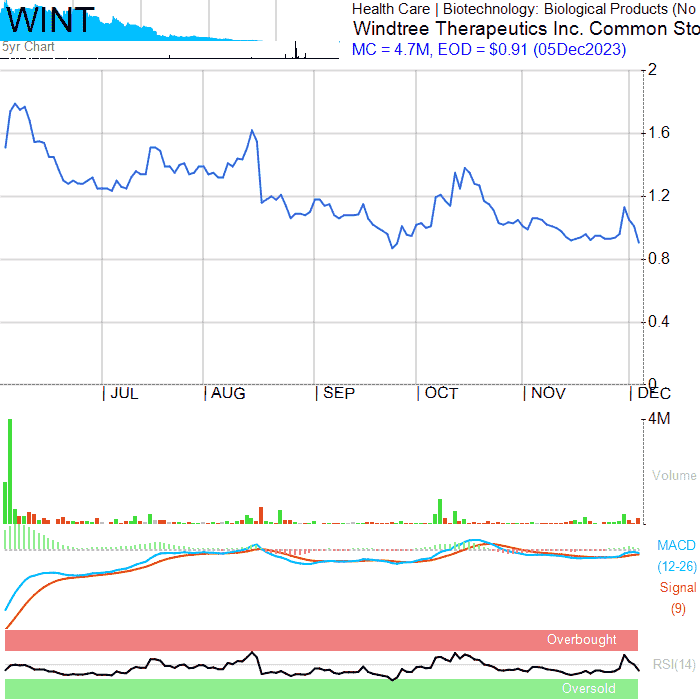 WINT
5yr Chart
Health Care | Biotechnology: Biological Products (No
Windtree Therapeutics Inc. Common Sto
MC = 4.7M, EOD = $0.91 (05Dec2023)
2
1.6
1.2
0.8
0.4
0
| JUL | AUG | SEP | OCT | NOV | DEC
4M
Volume
MACD
(12-26)
Signal
(9)
Overbought
RSI(14)
Oversold